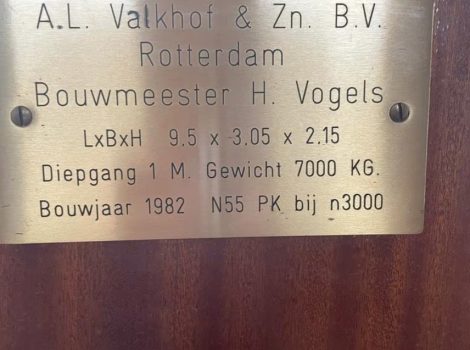 A.L. Valkhof & Zn. B.V.
Rotterdam
Bouwmeester H. Vogels
LxBxH 9.5 x 3.05 x 2.15
Diepgang 1 M. Gewicht 7000 KG.
Bouwjaar 1982 N55 PK bij n3000